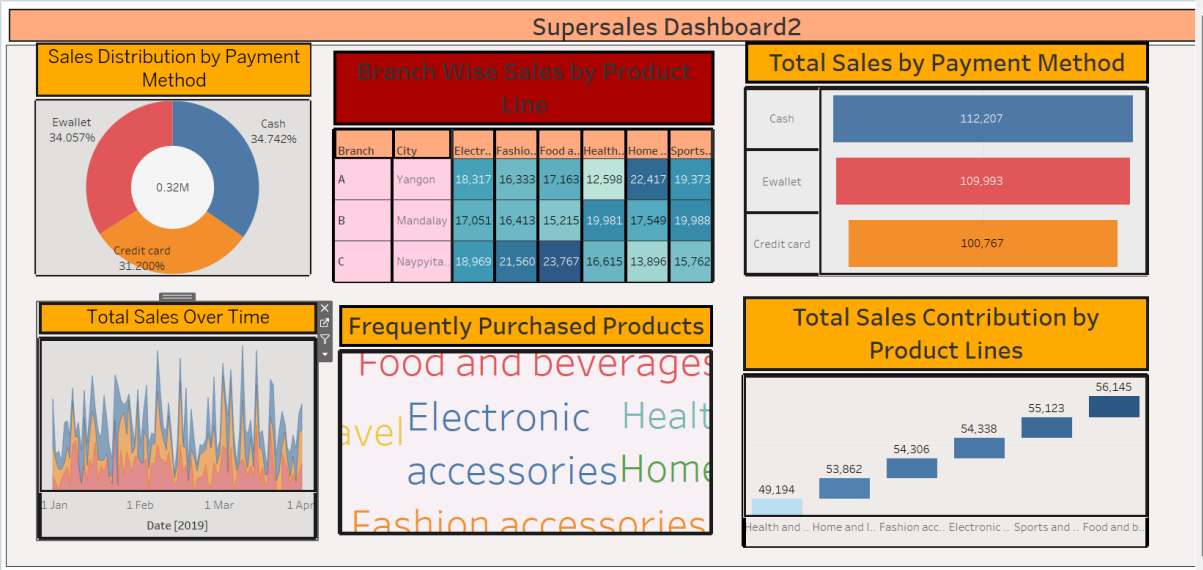 Supersales Dashboard2
Sales Distribution by Payment
Method
Ewallet
34.057%
Cash
34.742%
0.32M
Credit card
31.200%
Branch Wise Sales by Product
Line
Branch City Electr.. Fashio.. Food a.. Health.. Home .. Sports..
A Yangon 18,317 16,333 17,163 12,598 22,417 19,373
B Mandalay 17,051 16,413 15,215 19,981 17,549 19,988
C Naypyita.. 18,969 21,560 23,767 16,615 13,896 15,762
Total Sales by Payment Method
Cash 112,207
Ewallet 109,993
Credit card 100,767
Total Sales Over Time
1 Jan 1 Feb 1 Mar 1 Apr
Date [2019]
Frequently Purchased Products
Food and beverages
avel Electronic Healt
accessories Home
Fashion accessories
Total Sales Contribution by
Product Lines
56,145
55,123
54,338
54,306
53,862
49,194
Health and .. Home and l.. Fashion acc.. Electronic .. Sports and .. Food and b..